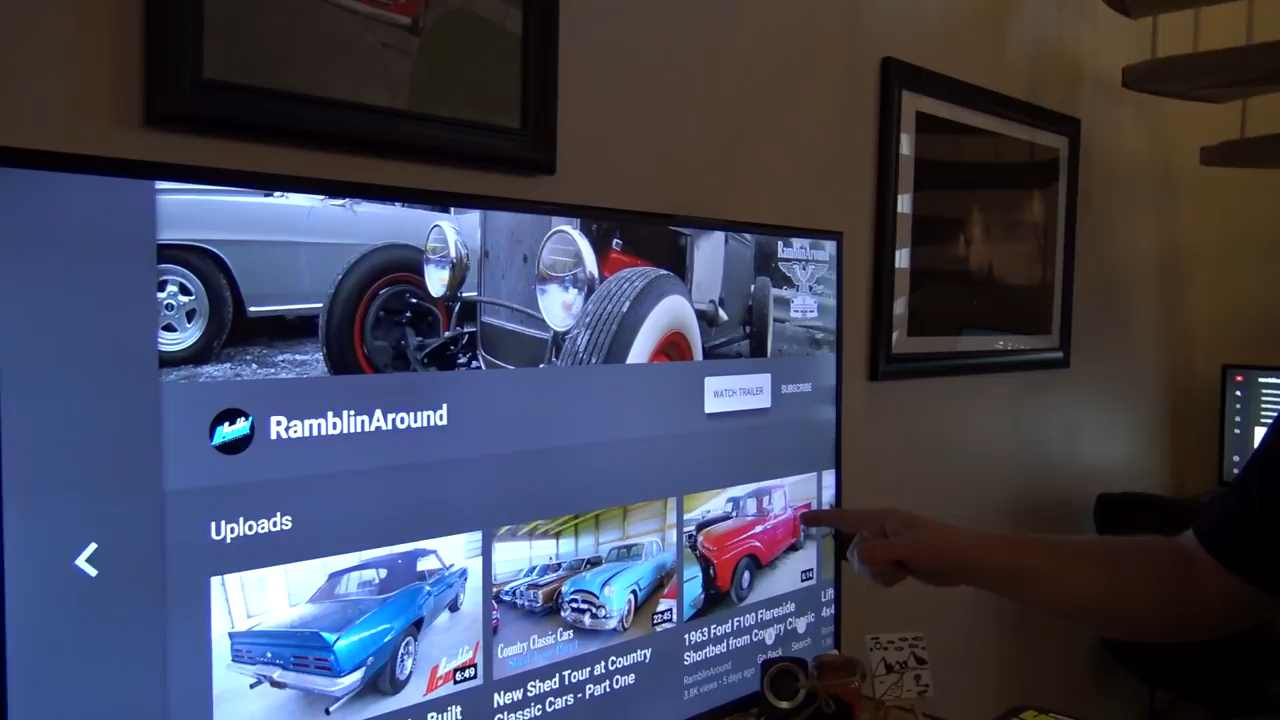 RamblinAround
WATCH TRAILER
SUBSCRIBE
RamblinAround
Uploads
6:49
Country Classic Cars
22:45
8:14
Built
New Shed Tour at Country
Classic Cars - Part One
1963 Ford F100 Flareside
Shortbed from Country Classic
RamblinAround
3.8K views • 5 days ago
Go Back
Search
Lift
4x4